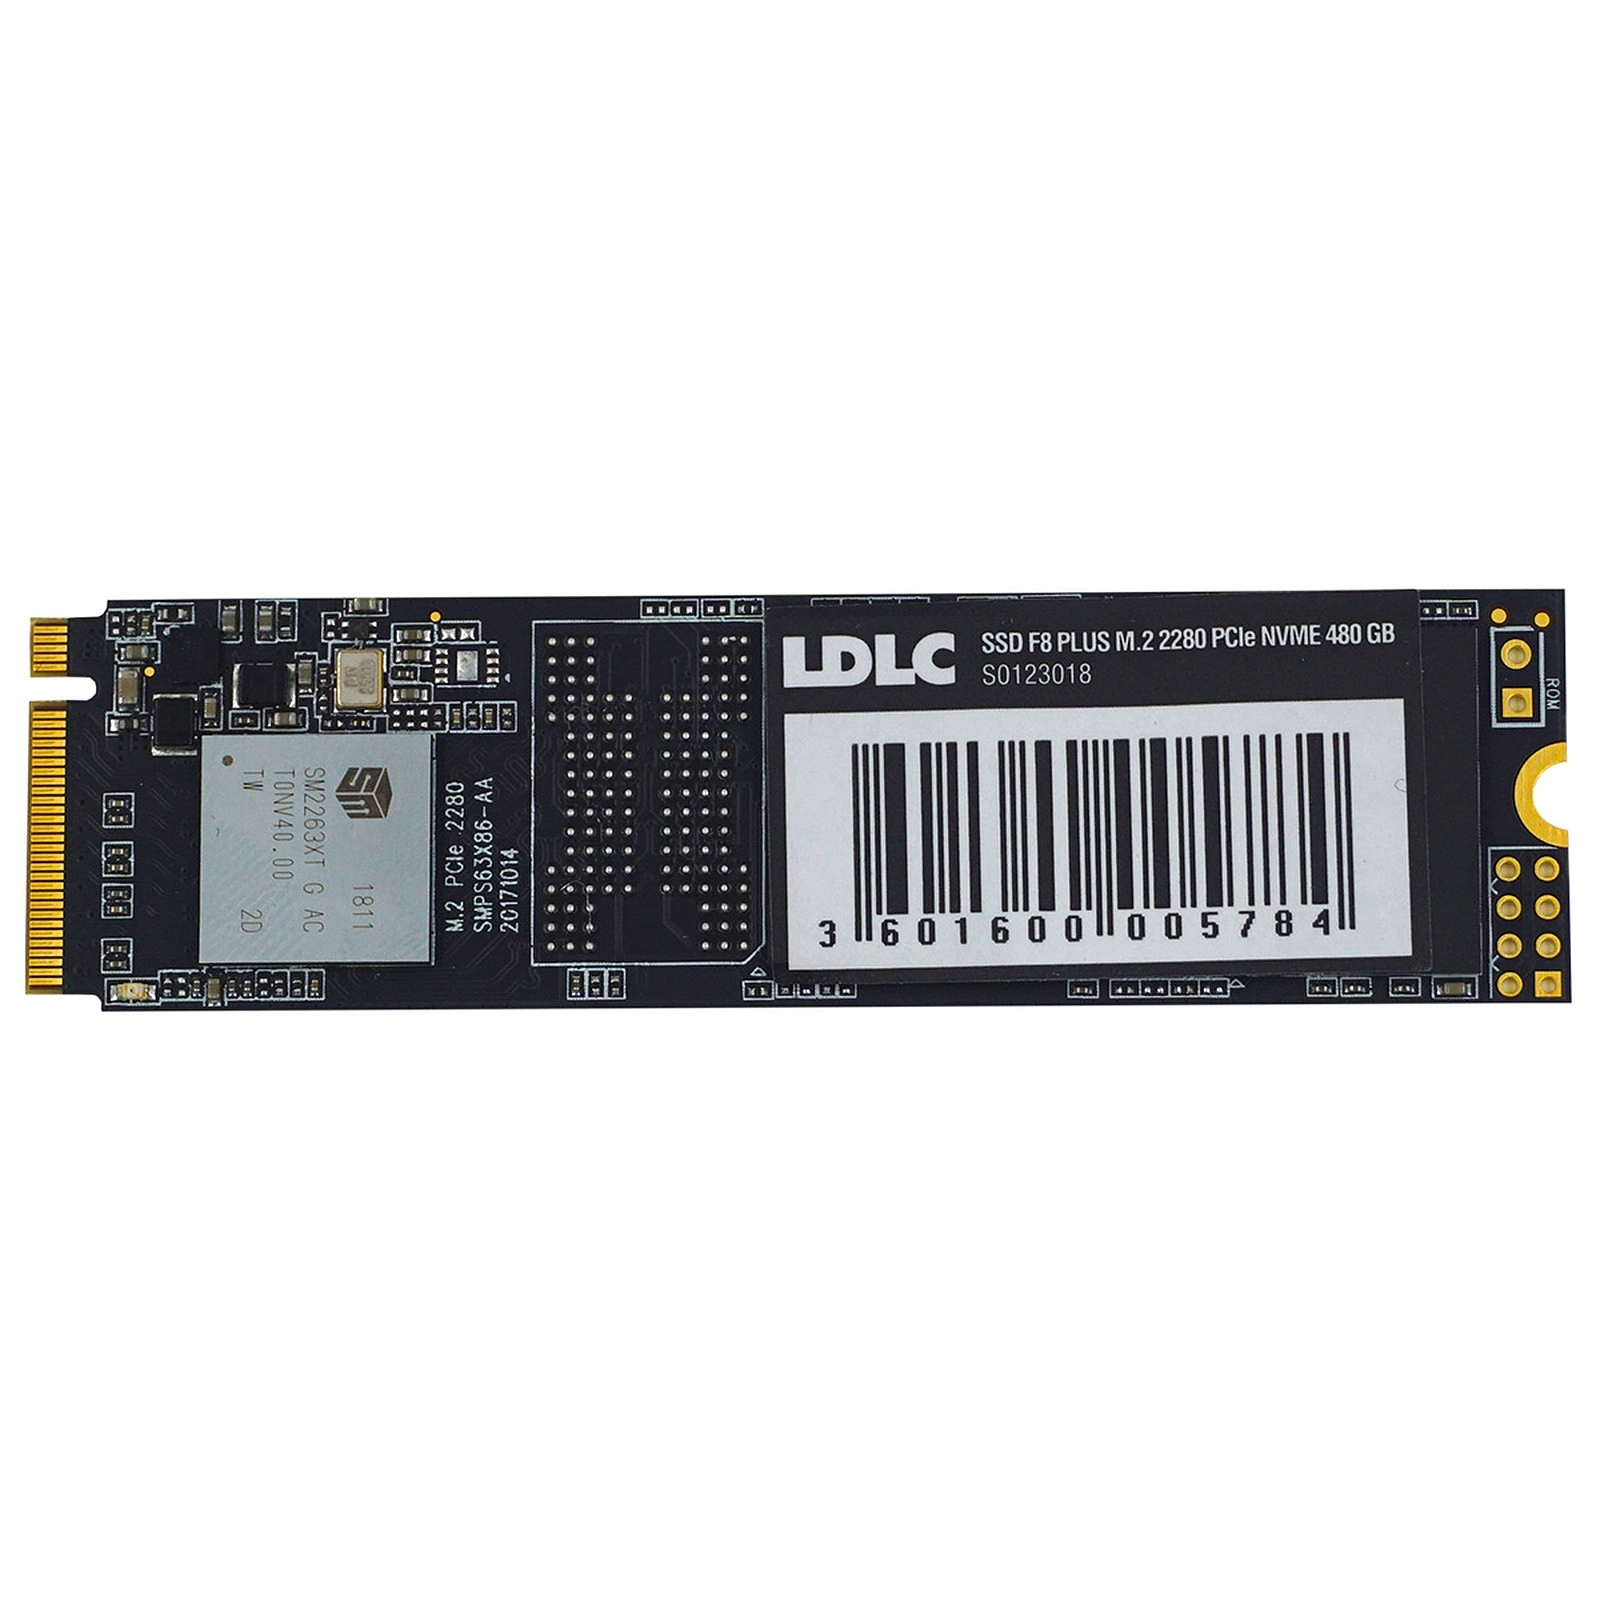 LDLC
SSD F8 PLUS M.2 2280 PCIe NVME 480 GB
S0123018
3 601600 005784
ROM
M.2 PCIe 2280
SMPS63X86-AA
20171014
1811
SM2263XT G AC
T0NV40.00
TW 2D